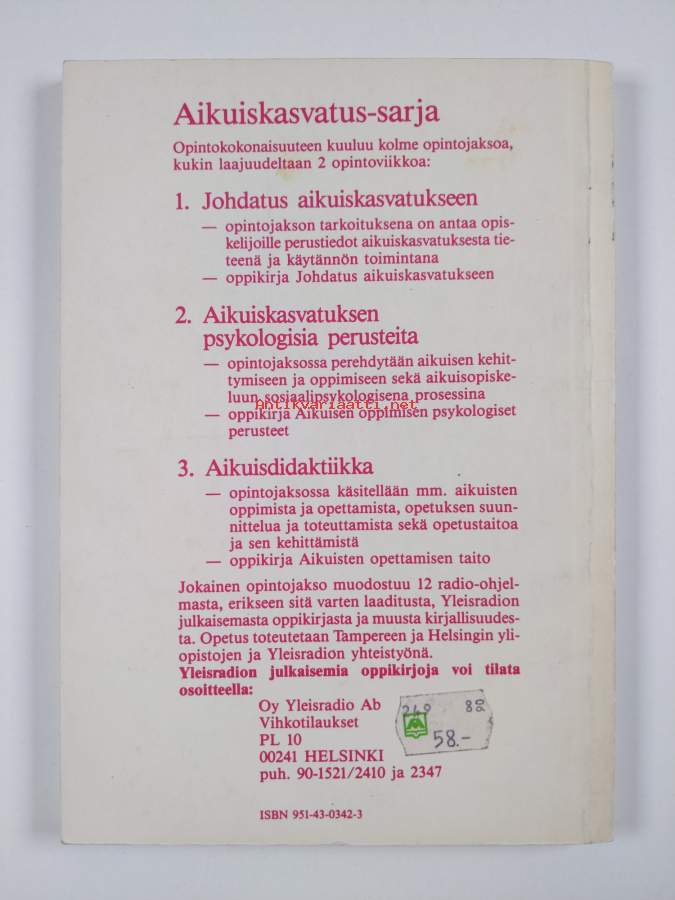 Aikuiskasvatus-sarja
Opintokokonaisuuteen kuuluu kolme opintojaksoa,
kukin laajuudeltaan 2 opintoviikkoa:
1. Johdatus aikuiskasvatukseen
— opintojakson tarkoituksena on antaa opis-
kelijoille perustiedot aikuiskasvatuksesta tie-
teenä ja käytännön toimintana
— oppikirja Johdatus aikuiskasvatukseen
2. Aikuiskasvatuksen
psykologisia perusteita
— opintojaksossa perehdytään aikuisen kehit-
tymiseen ja oppimiseen sekä aikuisopiske-
luun sosiaalipsykologisena prosessina
Antikvariaatti.net
— oppikirja Aikuisen oppimisen psykologiset
perusteet
3. Aikuisdidaktiikka
— opintojaksossa käsitellään mm. aikuisten
oppimista ja opettamista, opetuksen suun-
nittelua ja toteuttamista sekä opetustaitoa
ja sen kehittämistä
— oppikirja Aikuisten opettamisen taito
Jokainen opintojakso muodostuu 12 radio-ohjel-
masta, erikseen sitä varten laaditusta, Yleisradion
julkaisemasta oppikirjasta ja muusta kirjallisuudes-
ta. Opetus toteutetaan Tampereen ja Helsingin yli-
opistojen ja Yleisradion yhteistyönä.
Yleisradion julkaisemia oppikirjoja voi tilata
osoitteella:
Oy Yleisradio Ab
Vihkotilaukset
PL 10
00241 HELSINKI
puh. 90-1521/2410 ja 2347
58.-
ISBN 951-43-0342-3